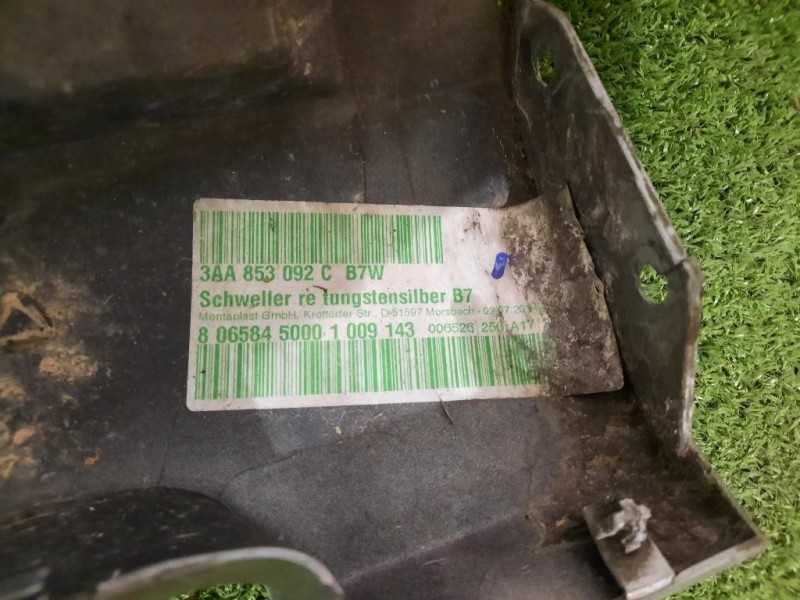 3AA 853 092 C B7W
Schweller re tungstensilber B7
Montaplast GmbH, Krottorfer Str., D-51597 Morsbach -
8 06584 5000 1 009 143 006526 256 A17